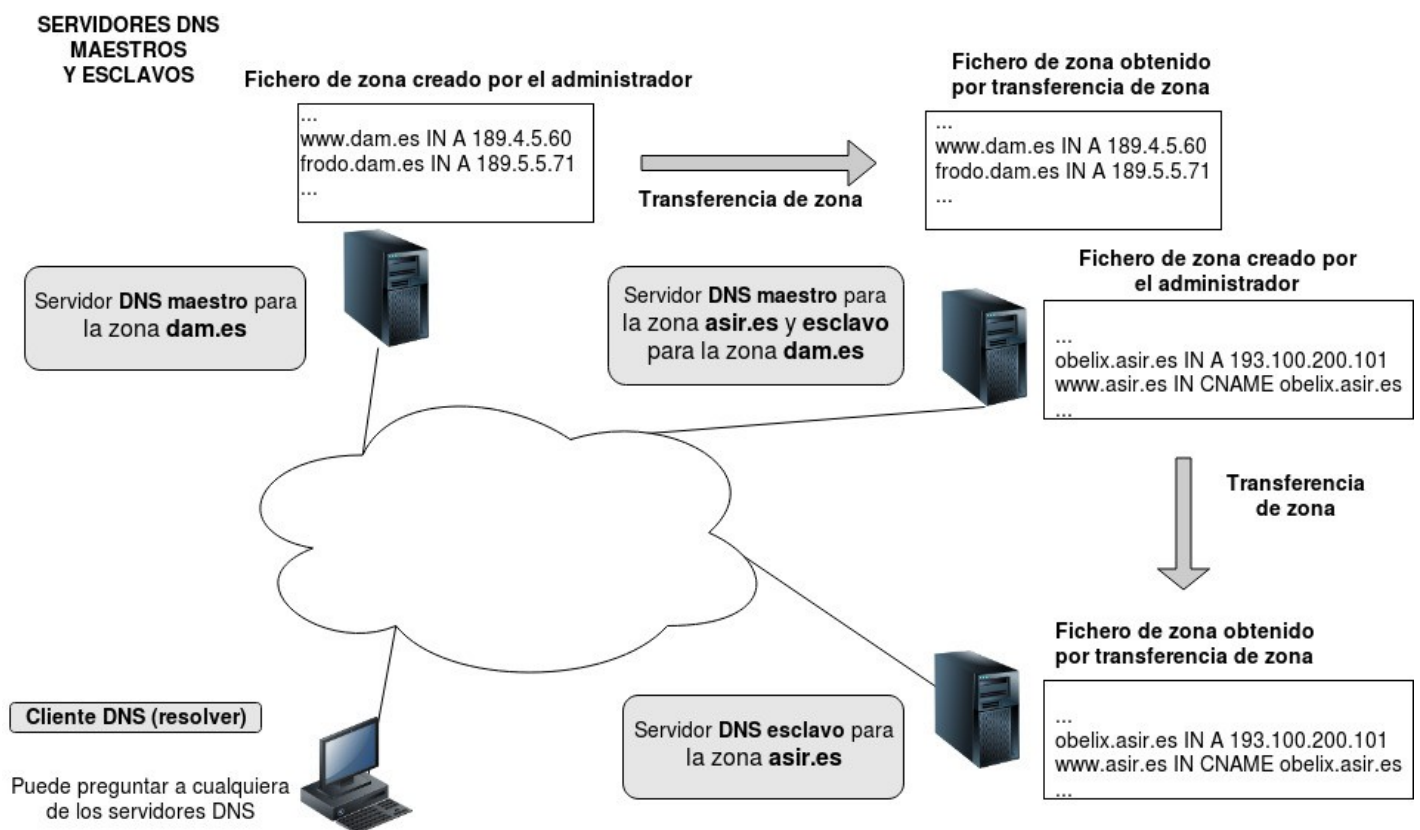 SERVIDORES DNS
MAESTROS
Y ESCLAVOS
Fichero de zona creado por el administrador
...
www.dam.es IN A 189.4.5.60
frodo.dam.es IN A 189.5.5.71
...
Transferencia de zona
Fichero de zona obtenido
por transferencia de zona
...
www.dam.es IN A 189.4.5.60
frodo.dam.es IN A 189.5.5.71
...
Servidor DNS maestro para
la zona dam.es
Servidor DNS maestro para
la zona asir.es y esclavo
para la zona dam.es
Fichero de zona creado por
el administrador
...
obelix.asir.es IN A 193.100.200.101
www.asir.es IN CNAME obelix.asir.es
...
Transferencia
de zona
Fichero de zona obtenido
por transferencia de zona
...
obelix.asir.es IN A 193.100.200.101
www.asir.es IN CNAME obelix.asir.es
...
Servidor DNS esclavo para
la zona asir.es
Cliente DNS (resolver)
Puede preguntar a cualquiera
de los servidores DNS